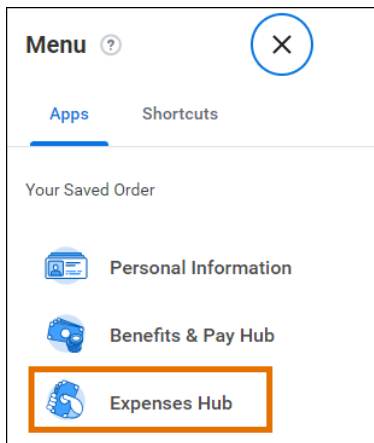 Menu ?
Apps Shortcuts
Your Saved Order
Personal Information
Benefits & Pay Hub
Expenses Hub